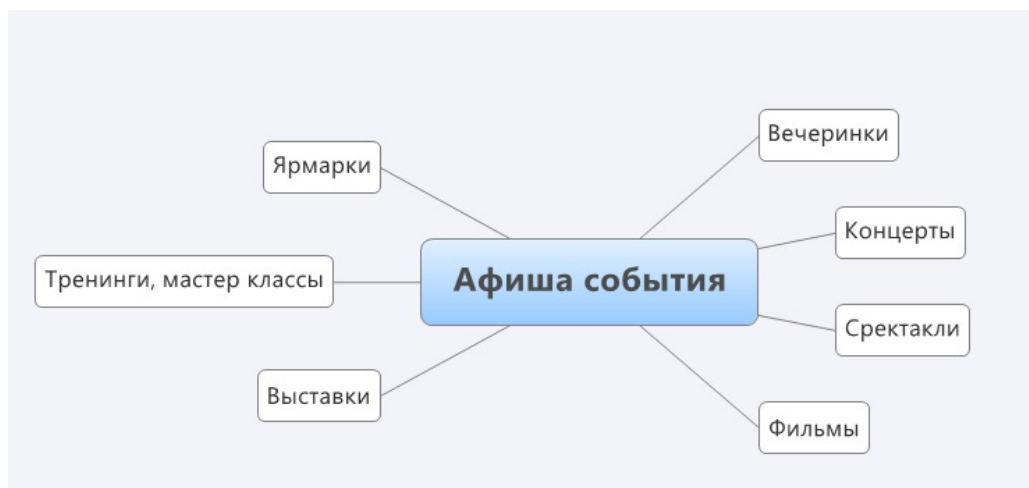 Вечеринки
Ярмарки
Концерты
Афиша события
Тренинги, мастер классы
Сректакли
Выставки
Фильмы